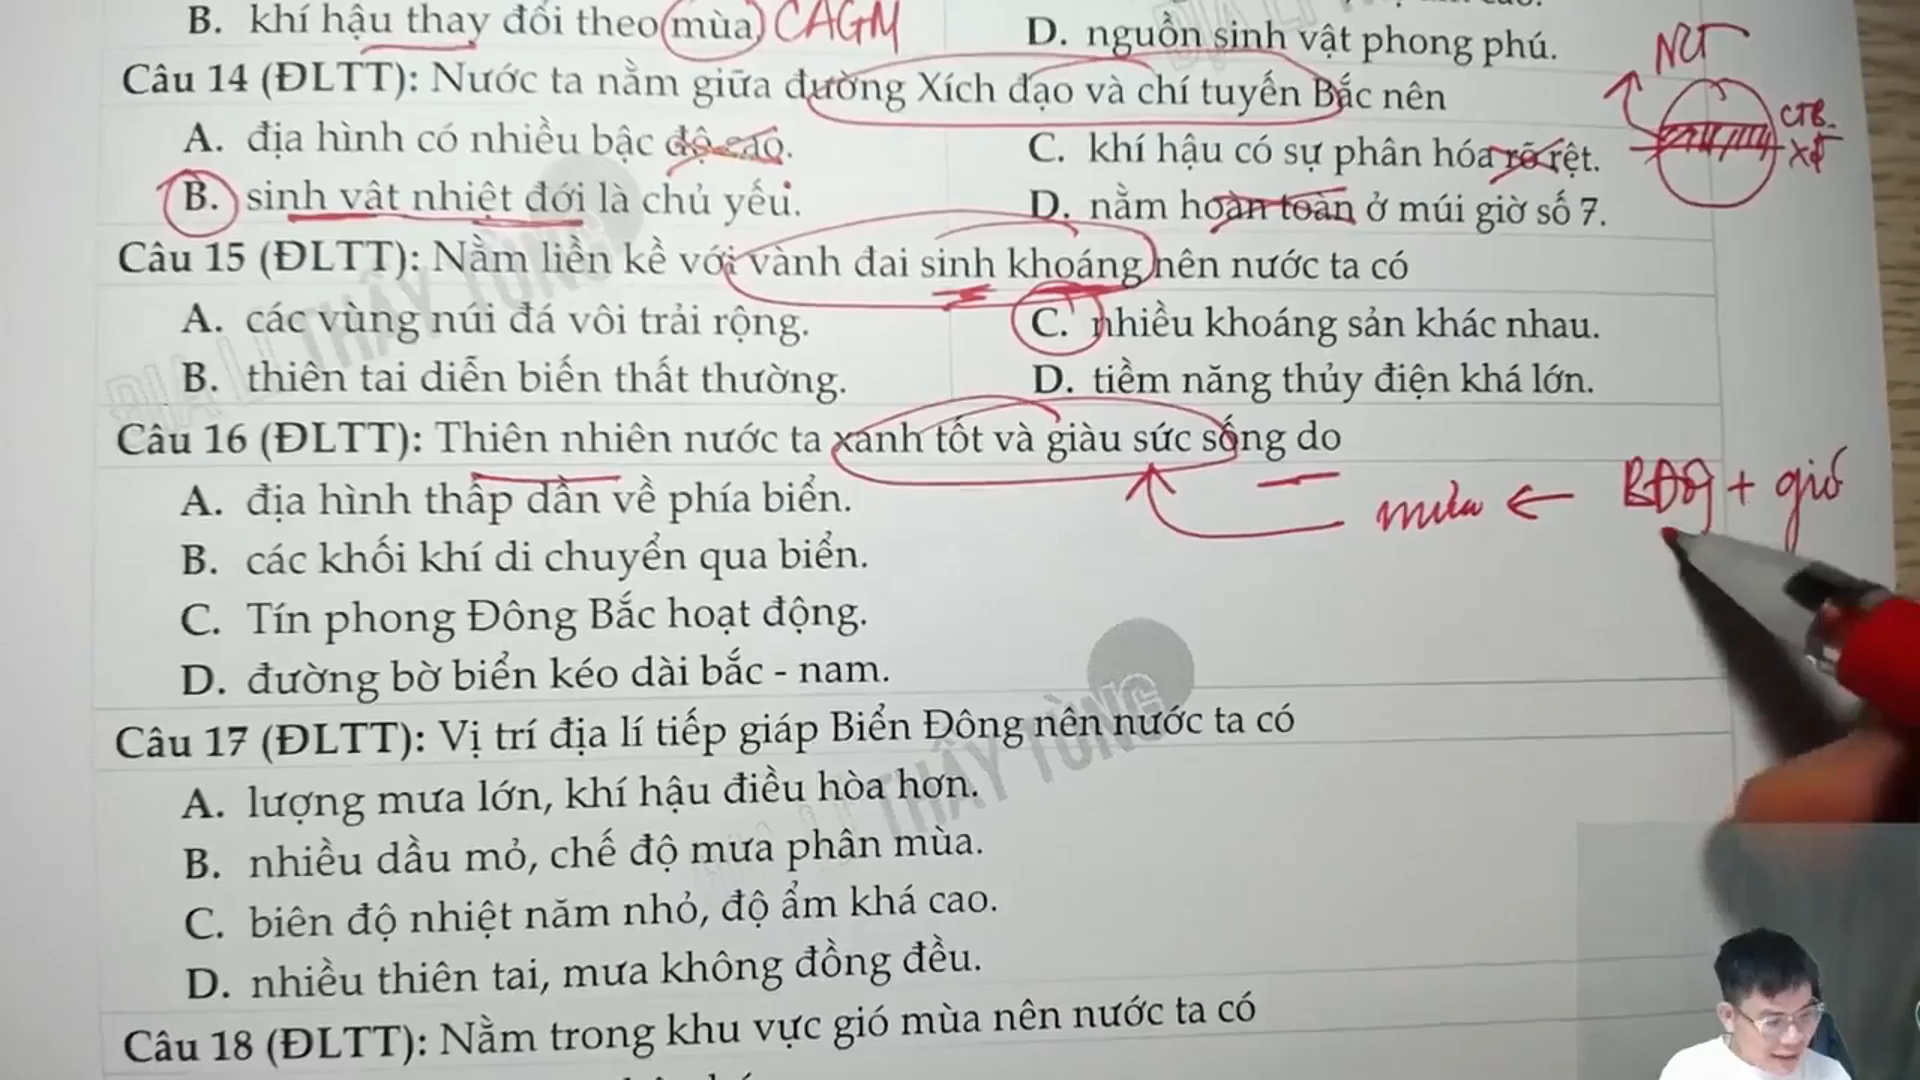 B. khí hậu thay đổi theo mùa, CAGM
D. nguồn sinh vật phong phú.
NCT
Câu 14 (ĐLTT): Nước ta nằm giữa đường Xích đạo và chí tuyến Bắc nên
CTB.
XĐ
A. địa hình có nhiều bậc độ cao.
C. khí hậu có sự phân hóa rõ rệt.
B. sinh vật nhiệt đới là chủ yếu.
D. nằm hoàn toàn ở múi giờ số 7.
Câu 15 (ĐLTT): Nằm liền kề với vành đai sinh khoáng nên nước ta có
A. các vùng núi đá vôi trải rộng.
C. nhiều khoáng sản khác nhau.
B. thiên tai diễn biến thất thường.
D. tiềm năng thủy điện khá lớn.
Câu 16 (ĐLTT): Thiên nhiên nước ta xanh tốt và giàu sức sống do
mưa ← BĐg + gió
A. địa hình thấp dần về phía biển.
B. các khối khí di chuyển qua biển.
C. Tín phong Đông Bắc hoạt động.
D. đường bờ biển kéo dài bắc - nam.
Câu 17 (ĐLTT): Vị trí địa lí tiếp giáp Biển Đông nên nước ta có
A. lượng mưa lớn, khí hậu điều hòa hơn.
B. nhiều dầu mỏ, chế độ mưa phân mùa.
C. biên độ nhiệt năm nhỏ, độ ẩm khá cao.
D. nhiều thiên tai, mưa không đồng đều.
Câu 18 (ĐLTT): Nằm trong khu vực gió mùa nên nước ta có
ĐỊA LÍ THẦY TÙNG
ĐỊA LÍ THẦY TÙNG